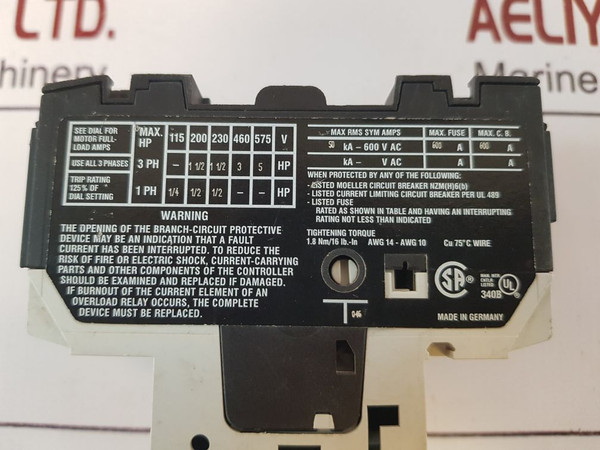 LTD.
AELIY
chinery
Marine
SEE DIAL FOR MOTOR FULL-LOAD AMPS
MAX. HP 115 200 230 460 575 V
USE ALL 3 PHASES 3 PH – 1 1/2 1 1/2 3 5 HP
TRIP RATING 125% OF DIAL SETTING 1 PH 1/4 1/2 1/2 – – HP
WARNING
THE OPENING OF THE BRANCH-CIRCUIT PROTECTIVE
DEVICE MAY BE AN INDICATION THAT A FAULT
CURRENT HAS BEEN INTERRUPTED. TO REDUCE THE
RISK OF FIRE OR ELECTRIC SHOCK, CURRENT-CARRYING
PARTS AND OTHER COMPONENTS OF THE CONTROLLER
SHOULD BE EXAMINED AND REPLACED IF DAMAGED.
IF BURNOUT OF THE CURRENT ELEMENT OF AN
OVERLOAD RELAY OCCURS, THE COMPLETE
DEVICE MUST BE REPLACED.
MAX RMS SYM AMPS MAX. FUSE MAX. C. B.
50 kA – 600 V AC 600 A 600 A
kA – V AC A A
WHEN PROTECTED BY ANY OF THE FOLLOWING:
- LISTED MOELLER CIRCUIT BREAKER NZM(H)6(b)
- LISTED CURRENT LIMITING CIRCUIT BREAKER PER UL 489
- LISTED FUSE
RATED AS SHOWN IN TABLE AND HAVING AN INTERRUPTING
RATING NOT LESS THAN INDICATED
TIGHTENING TORQUE
1.8 Nm/16 lb.-In AWG 14 - AWG 10 Cu 75°C WIRE
SA
340B
UL
MADE IN GERMANY